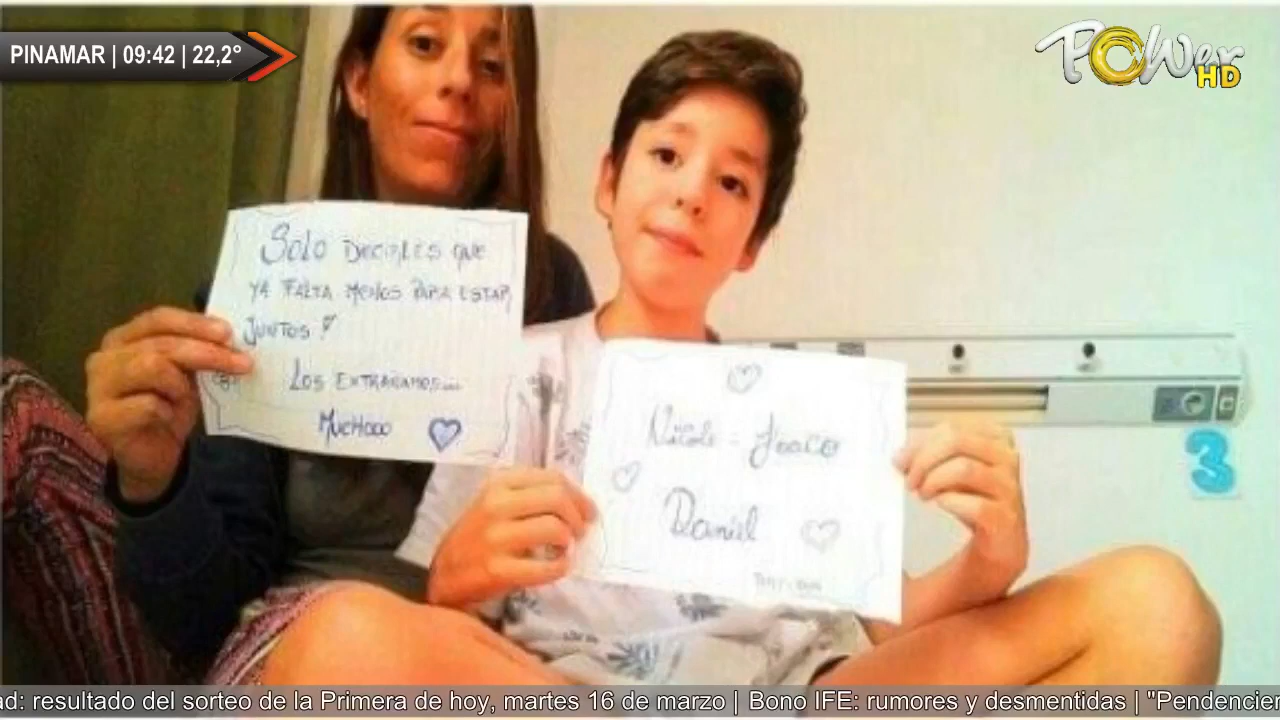 PINAMAR | 09:42 | 22,2°
POWer
HD
SOLO DECIRLES QUE
YA FALTA MENOS PARA ESTAR
JUNTOS
LOS EXTRAÑAMOS...
MUCHOOO
Nicole - Joaco
Daniel
3
ad: resultado del sorteo de la Primera de hoy, martes 16 de marzo | Bono IFE: rumores y desmentidas | "Pendencier